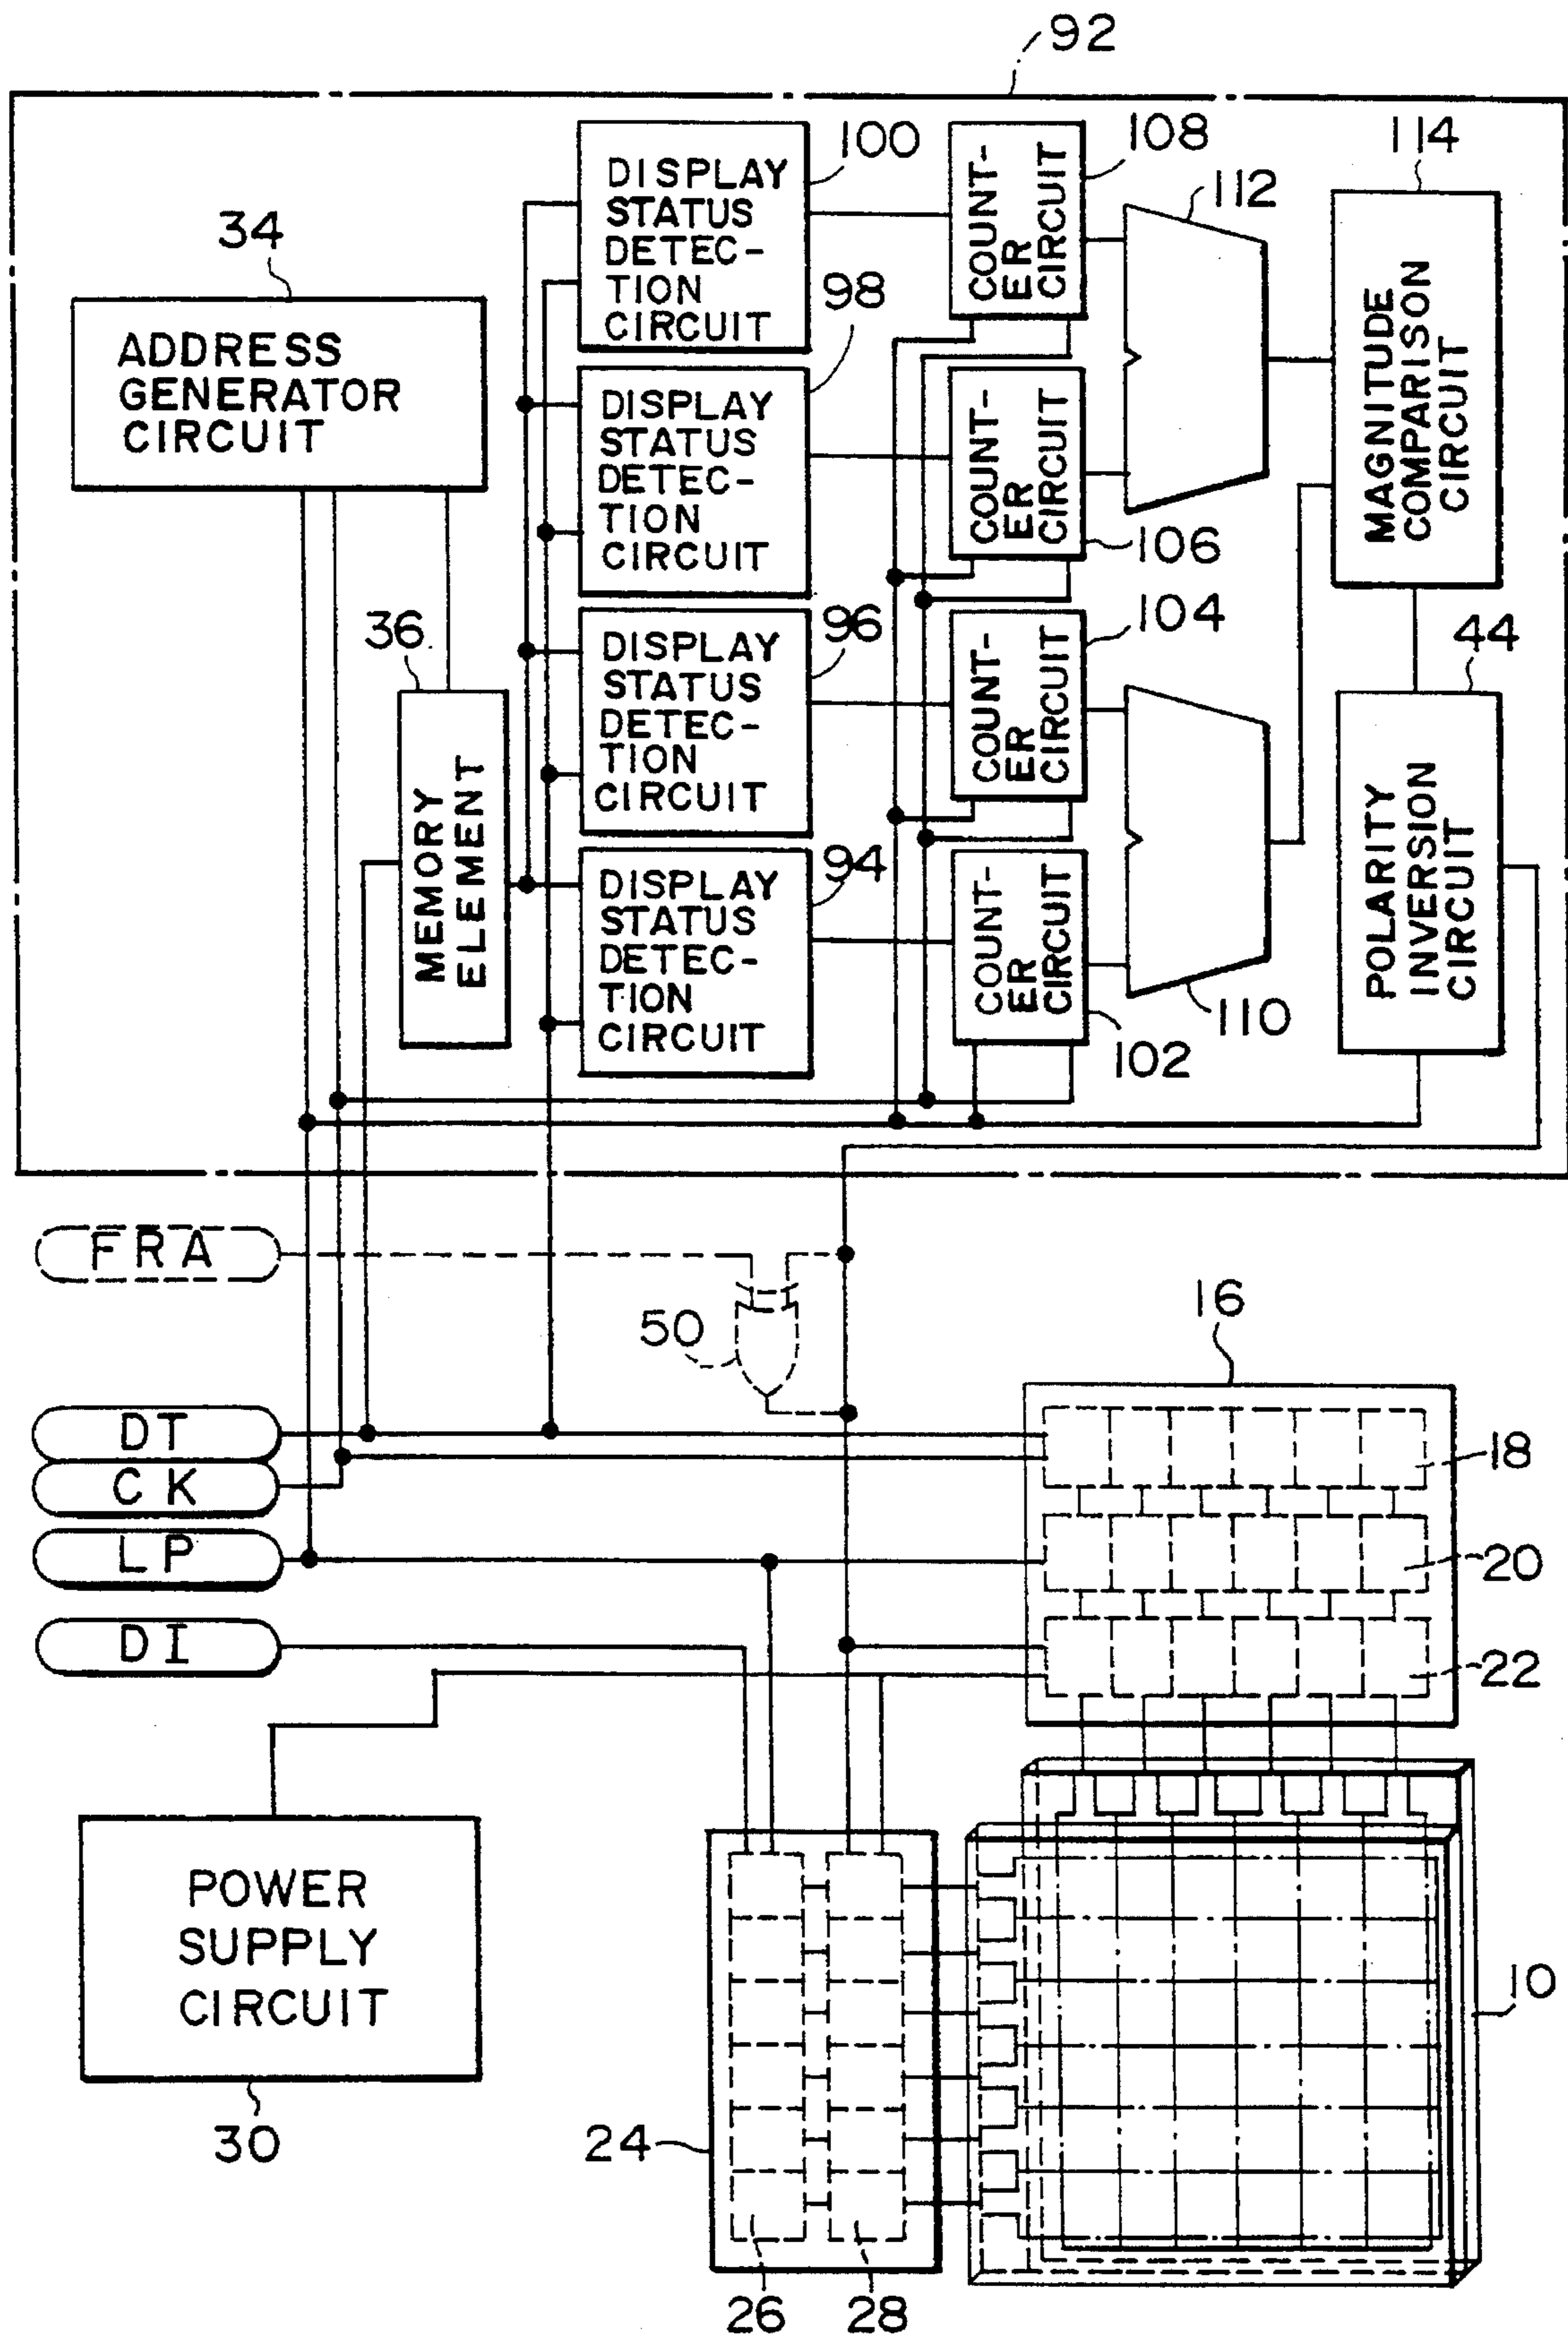 92
100
DISPLAY
STATUS
DETEC-
TION
CIRCUIT
COUNT-
ER
CIRCUIT
108
114
112
MAGNITUDE
COMPARISON
CIRCUIT
34
ADDRESS
GENERATOR
CIRCUIT
98
DISPLAY
STATUS
DETEC-
TION
CIRCUIT
COUNT-
ER
CIRCUIT
106
36
MEMORY
ELEMENT
96
DISPLAY
STATUS
DETEC-
TION
CIRCUIT
COUNT-
ER
CIRCUIT
104
44
POLARITY
INVERSION
CIRCUIT
94
DISPLAY
STATUS
DETEC-
TION
CIRCUIT
COUNT-
ER
CIRCUIT
102
110
FRA
50
16
DT
CK
LP
DI
18
20
22
POWER
SUPPLY
CIRCUIT
30
24
26
28
10